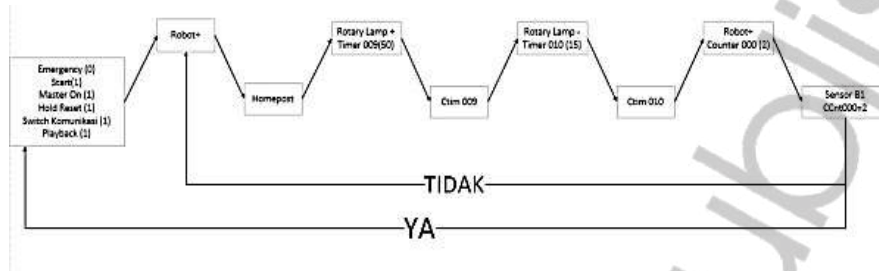 Emergency (0)
Start(1)
Master On (1)
Hold Reset (1)
Switch Komunikasi (1)
Playback (1)
Robot+
Homepost
Rotary Lamp +
Timer 009(50)
Ctim 009
Rotary Lamp -
Timer 010 (15)
Ctim 010
Robot+
Counter 000 (2)
Sensor B1
CCnt000=2
TIDAK
YA